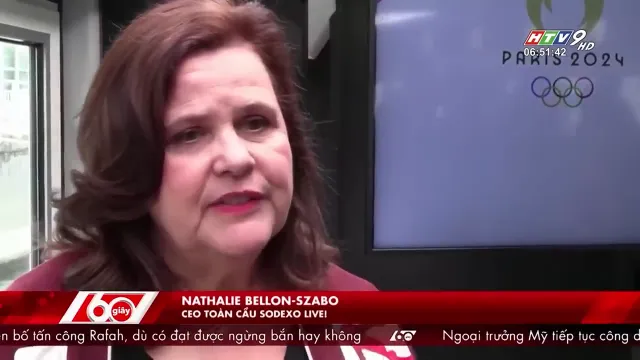 HTV9 HD
06:51:42
PARIS 2024
NATHALIE BELLON-SZABO
CEO TOÀN CẦU SODEXO LIVE!
60 giây
bố tấn công Rafah, dù có đạt được ngừng bắn hay không
60
Ngoại trưởng Mỹ tiếp tục công